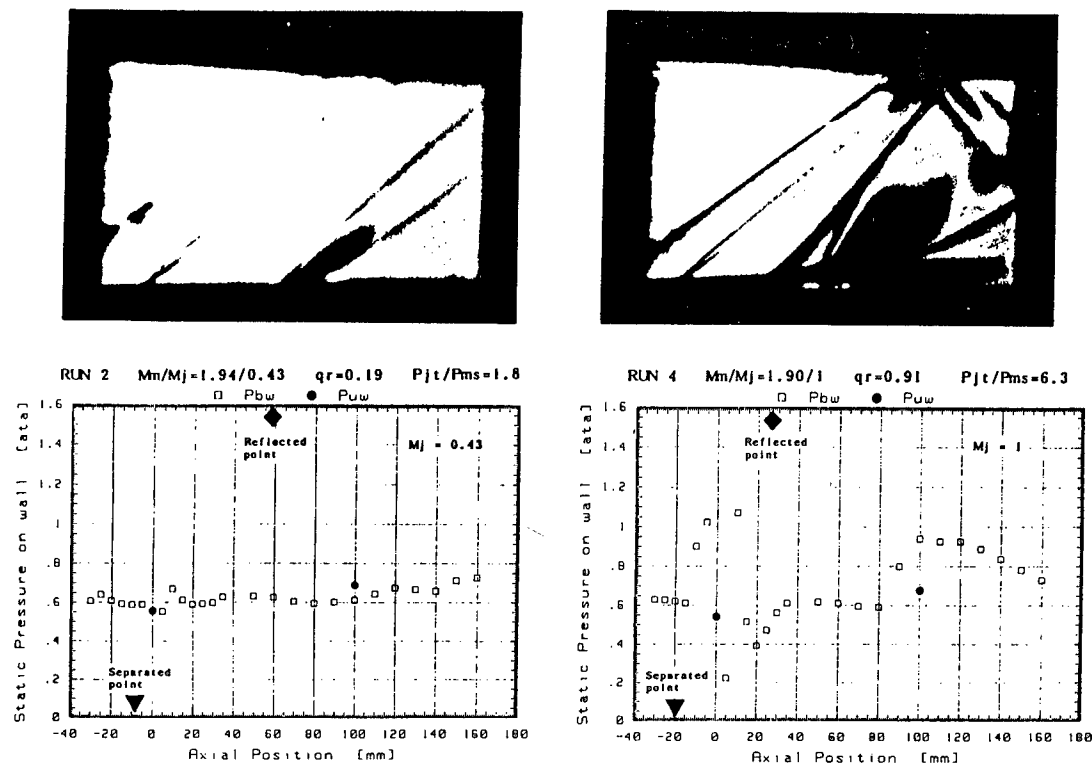 RUN 2 Mm/Mj=1.94/0.43 qr=0.19 Pjt/Pms=1.8
□ Pbw ● Puw
Static Pressure on wall [ata]
1.6
1.4
1.2
1
.8
.6
.4
.2
0
Reflected
point
Mj = 0.43
Separated
point
-40 -20 0 20 40 60 80 100 120 140 160 180
Axial Position [mm]
RUN 4 Mm/Mj=1.90/1 qr=0.91 Pjt/Pms=6.3
□ Pbw ● Puw
Static Pressure on wall [ata]
1.6
1.4
1.2
1
.8
.6
.4
.2
0
Reflected
point
Mj = 1
Separated
point
-40 -20 0 20 40 60 80 100 120 140 160 180
Axial Position [mm]